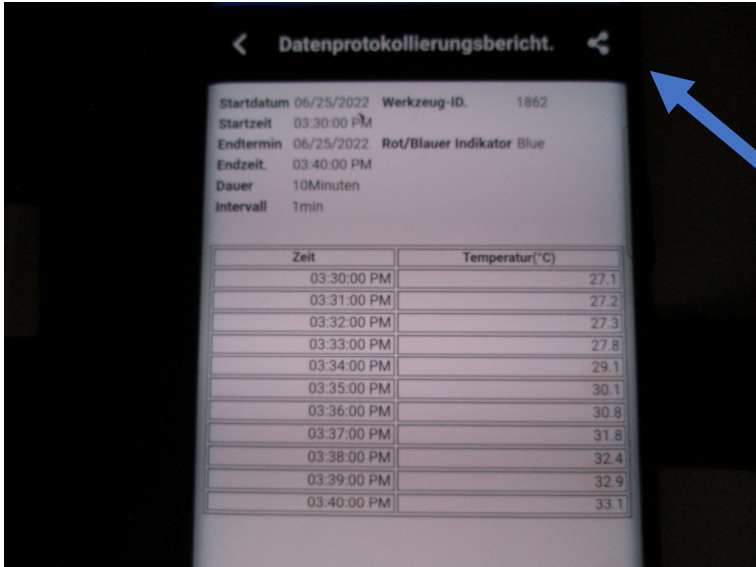 Datenprotokollierungsbericht.
Startdatum 06/25/2022 Werkzeug-ID. 1862
Startzeit 03:30:00 PM
Endtermin 06/25/2022 Rot/Blauer Indikator Blue
Endzeit. 03:40:00 PM
Dauer 10Minuten
Intervall 1min
Zeit Temperatur(°C)
03:30:00 PM 27.1
03:31:00 PM 27.2
03:32:00 PM 27.3
03:33:00 PM 27.8
03:34:00 PM 29.1
03:35:00 PM 30.1
03:36:00 PM 30.8
03:37:00 PM 31.8
03:38:00 PM 32.4
03:39:00 PM 32.9
03:40:00 PM 33.1